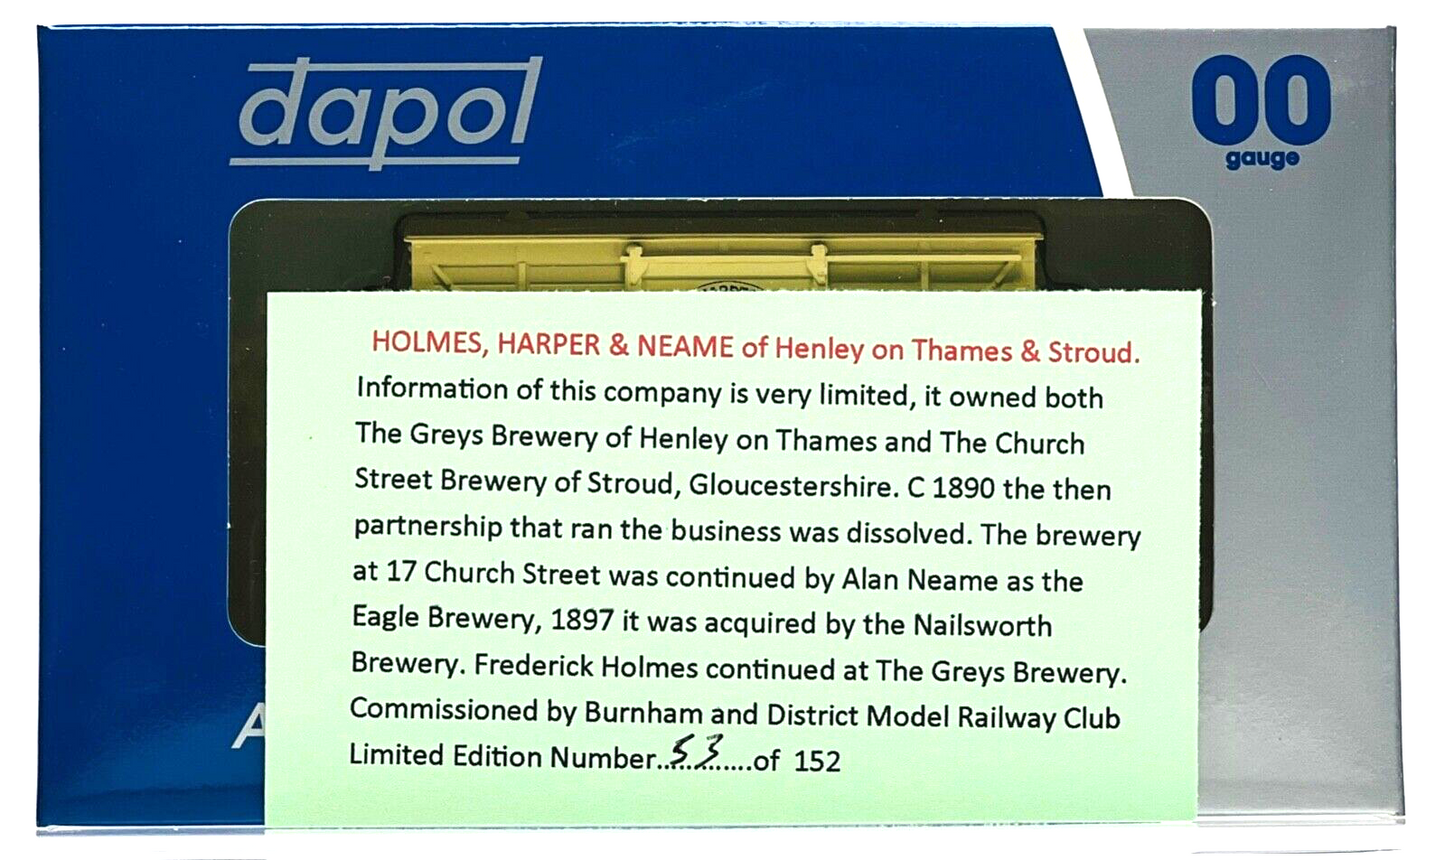 dapol
00
gauge
HOLMES, HARPER & NEAME of Henley on Thames & Stroud.
Information of this company is very limited, it owned both
The Greys Brewery of Henley on Thames and The Church
Street Brewery of Stroud, Gloucestershire. C 1890 the then
partnership that ran the business was dissolved. The brewery
at 17 Church Street was continued by Alan Neame as the
Eagle Brewery, 1897 it was acquired by the Nailsworth
Brewery. Frederick Holmes continued at The Greys Brewery.
Commissioned by Burnham and District Model Railway Club
Limited Edition Number..53......of 152